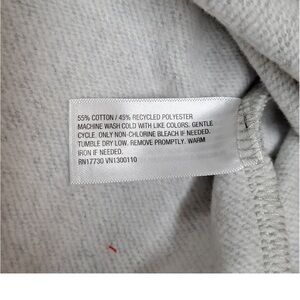 55% COTTON / 45% RECYCLED POLYESTER
MACHINE WASH COLD WITH LIKE COLORS. GENTLE
CYCLE. ONLY NON-CHLORINE BLEACH IF NEEDED.
TUMBLE DRY LOW. REMOVE PROMPTLY. WARM
IRON IF NEEDED.
RN17730 VN1300110